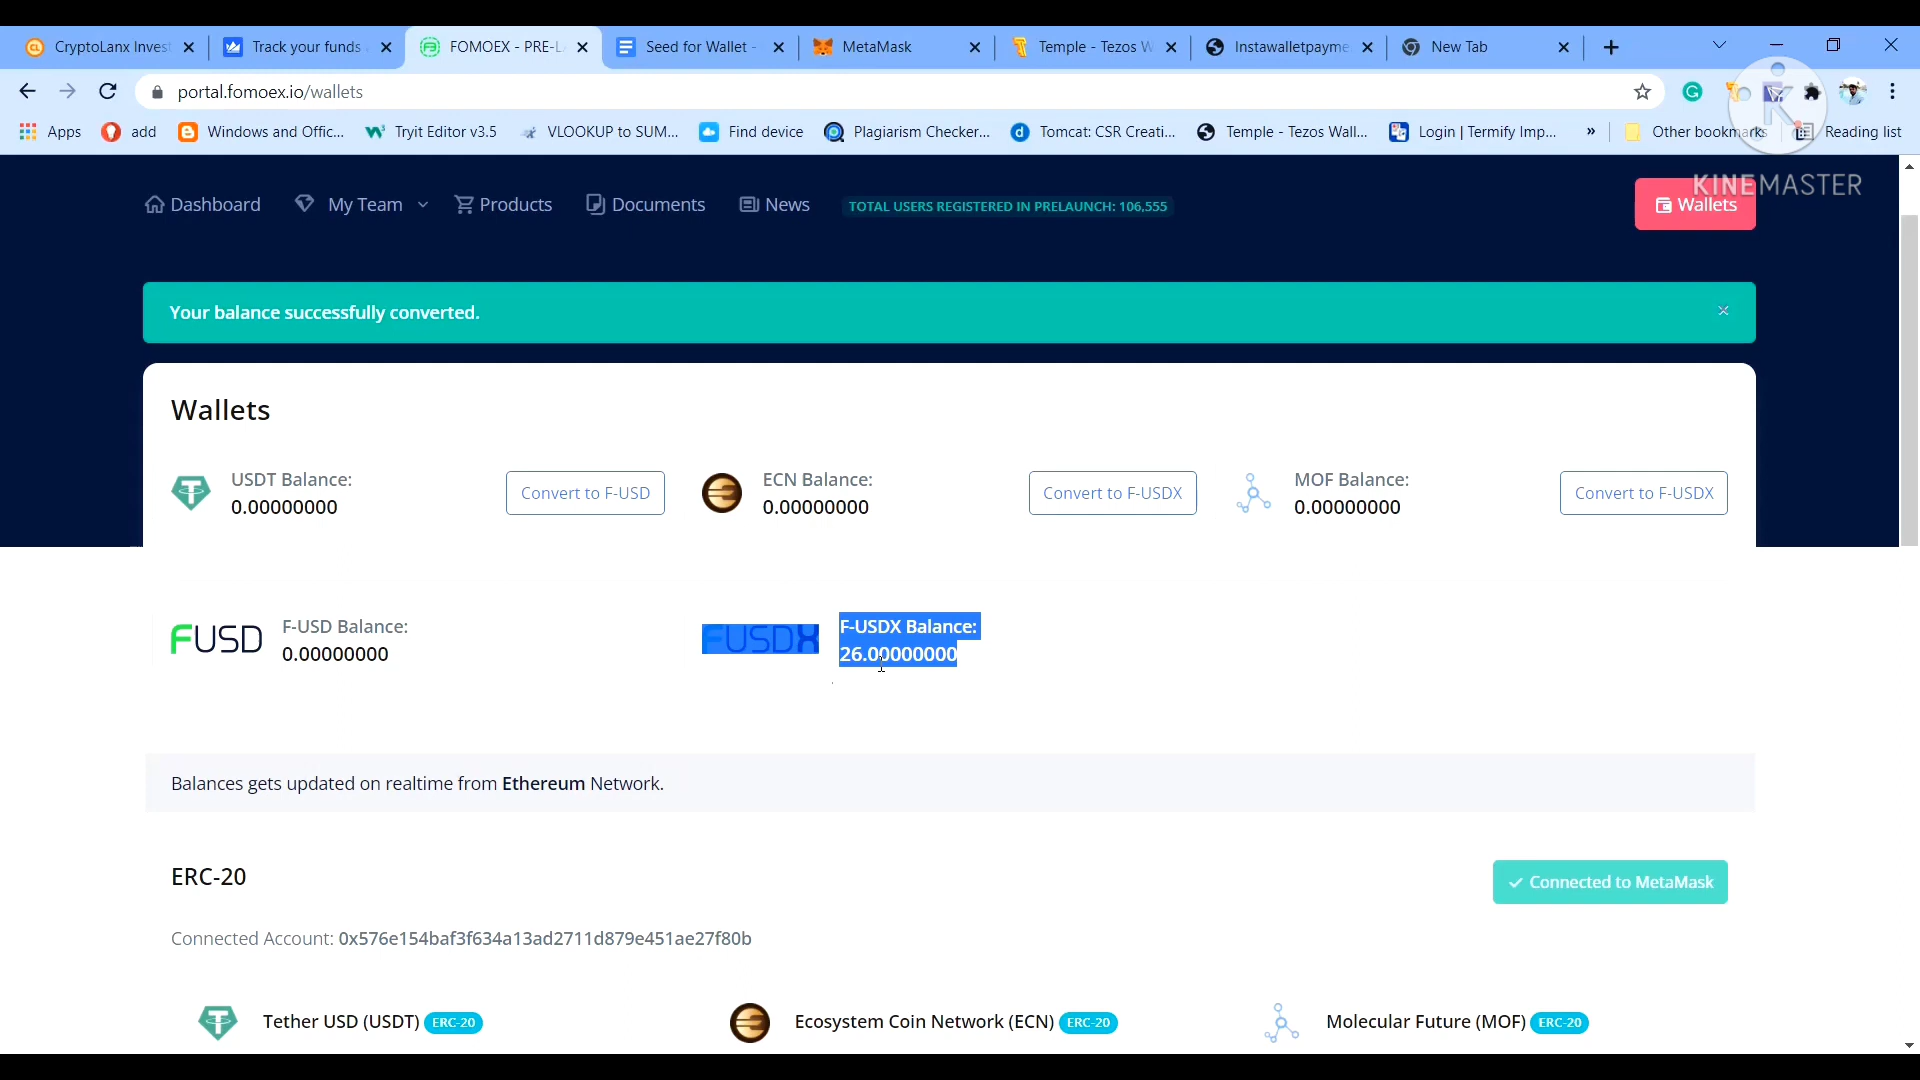 CryptoLanx Invest
Track your funds
FOMOEX - PRE-L
Seed for Wallet -
MetaMask
Temple - Tezos W
Instawalletpayme
New Tab
portal.fomoex.io/wallets
Apps
add
Windows and Offic...
Tryit Editor v3.5
VLOOKUP to SUM...
Find device
Plagiarism Checker...
Tomcat: CSR Creati...
Temple - Tezos Wall...
Login | Termify Imp...
»
Other bookmarks
Reading list
KINEMASTER
Dashboard
My Team
Products
Documents
News
TOTAL USERS REGISTERED IN PRELAUNCH: 106,555
Wallets
Your balance successfully converted.
Wallets
USDT Balance:
0.00000000
Convert to F-USD
ECN Balance:
0.00000000
Convert to F-USDX
MOF Balance:
0.00000000
Convert to F-USDX
FUSD
F-USD Balance:
0.00000000
FUSDX
F-USDX Balance:
26.00000000
Balances gets updated on realtime from Ethereum Network.
ERC-20
Connected to MetaMask
Connected Account: 0x576e154baf3f634a13ad2711d879e451ae27f80b
Tether USD (USDT) ERC-20
Ecosystem Coin Network (ECN) ERC-20
Molecular Future (MOF) ERC-20